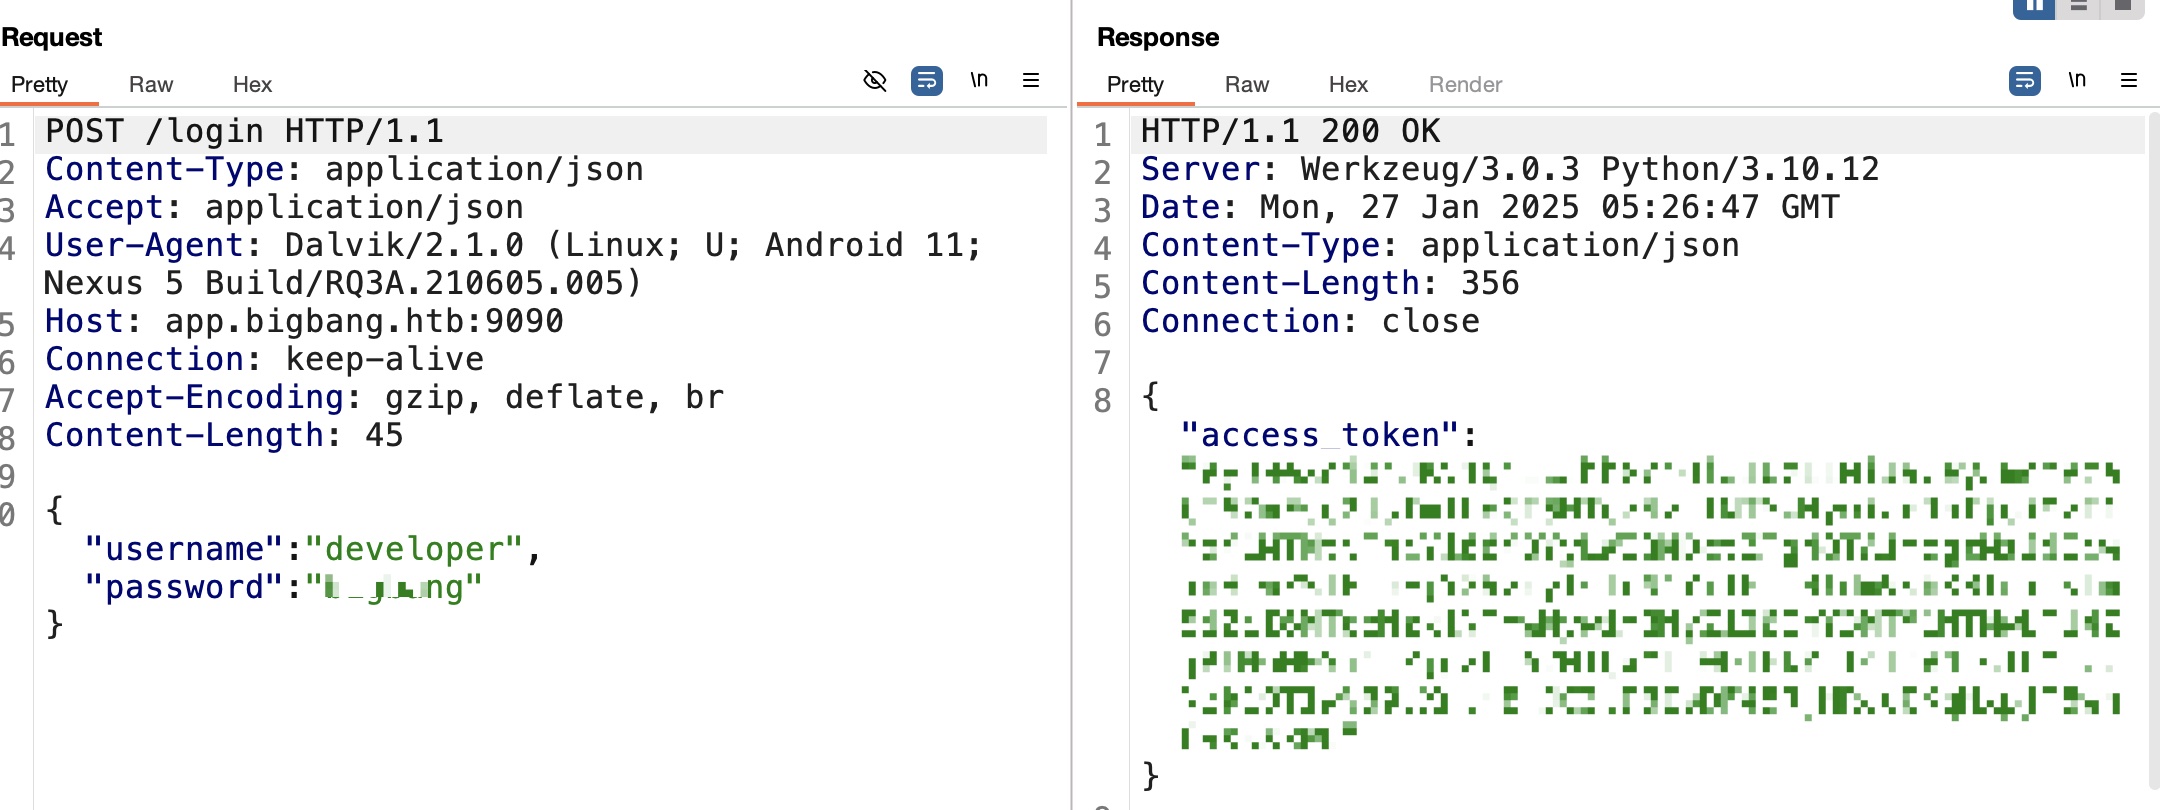 Request
Pretty Raw Hex \n
1 POST /login HTTP/1.1
2 Content-Type: application/json
3 Accept: application/json
4 User-Agent: Dalvik/2.1.0 (Linux; U; Android 11;
Nexus 5 Build/RQ3A.210605.005)
5 Host: app.bigbang.htb:9090
6 Connection: keep-alive
7 Accept-Encoding: gzip, deflate, br
8 Content-Length: 45
9
0 {
"username":"developer",
"password":"
}
Response
Pretty Raw Hex Render \n
1 HTTP/1.1 200 OK
2 Server: Werkzeug/3.0.3 Python/3.10.12
3 Date: Mon, 27 Jan 2025 05:26:47 GMT
4 Content-Type: application/json
5 Content-Length: 356
6 Connection: close
7
8 {
"access_token":
}